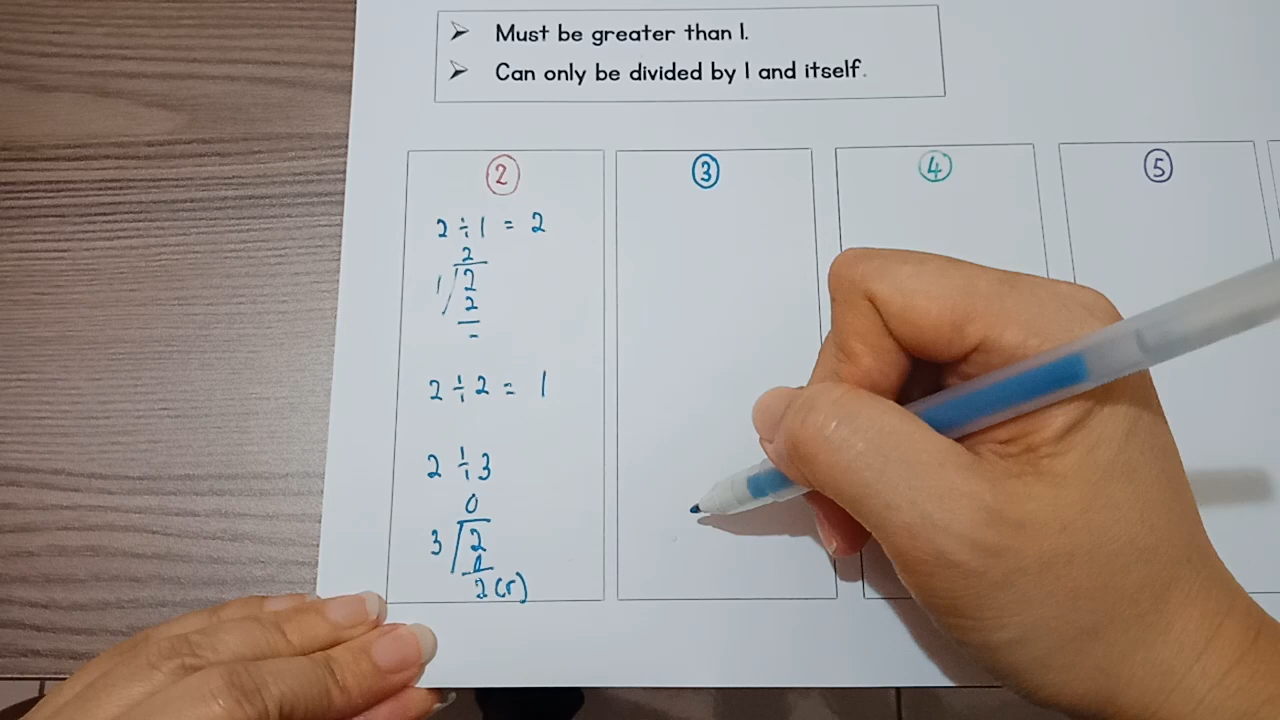 ➢ Must be greater than 1.
➢ Can only be divided by 1 and itself.
2 3 4 5
2 ÷ 1 = 2
2
1 2
2
-
2 ÷ 2 = 1
2 ÷ 3
0
3 2
0
2 (r)